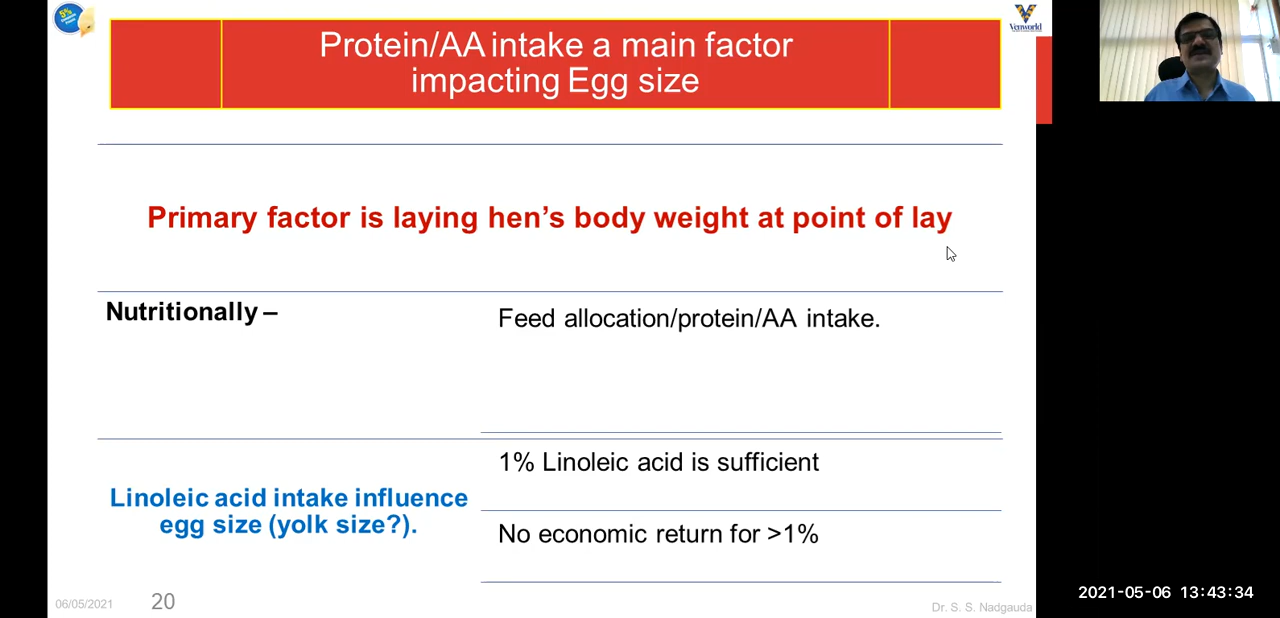 5%
Venworld
Protein/AA intake a main factor
impacting Egg size
Primary factor is laying hen’s body weight at point of lay
Nutritionally –
Feed allocation/protein/AA intake.
1% Linoleic acid is sufficient
Linoleic acid intake influence
egg size (yolk size?).
No economic return for >1%
06/05/2021
20
Dr. S. S. Nadgauda
2021-05-06 13:43:34